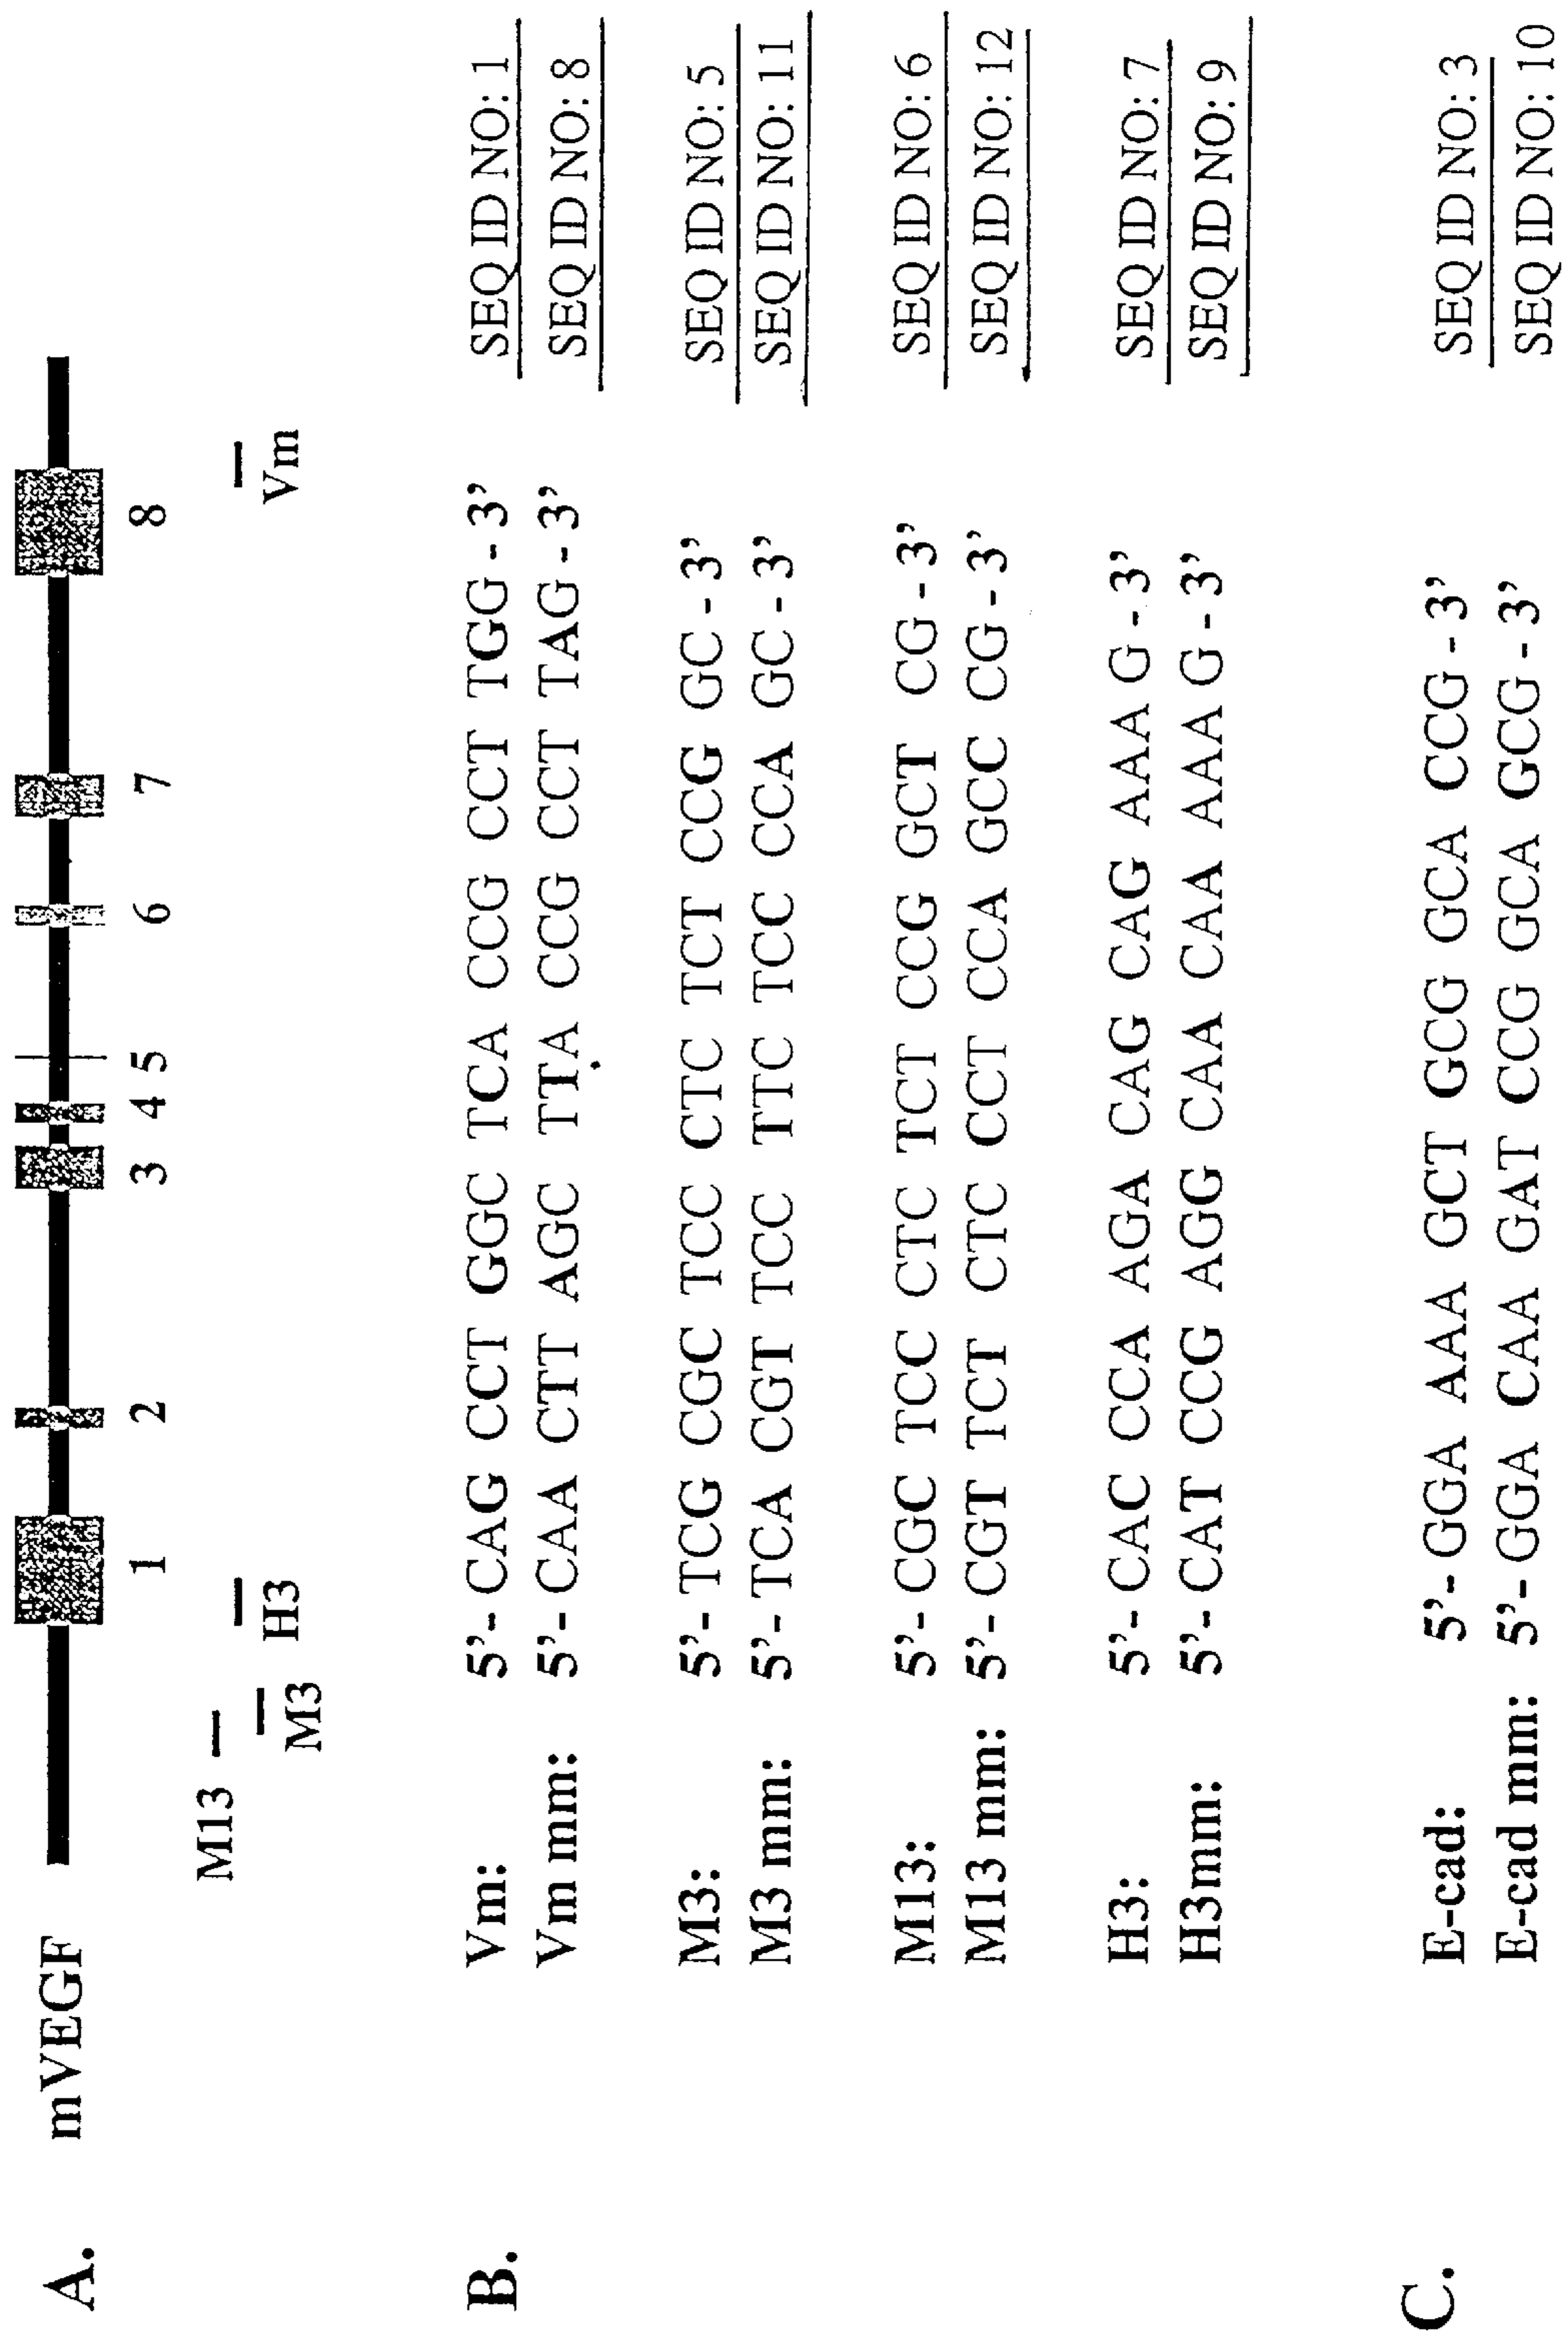 A. mVEGF
1 2 3 4 5 6 7 8
M13
M3
H3
Vm
B. Vm: 5’- CAG CCT GGC TCA CCG CCT TGG - 3’ SEQ ID NO: 1
Vm mm: 5’- CAA CTT AGC TTA CCG CCT TAG - 3’ SEQ ID NO: 8
M3: 5’- TCG CGC TCC CTC TCT CCG GC - 3’ SEQ ID NO: 5
M3 mm: 5’- TCA CGT TCC TTC TCC CCA GC - 3’ SEQ ID NO: 11
M13: 5’- CGC TCC CTC TCT CCG GCT CG - 3’ SEQ ID NO: 6
M13 mm: 5’- CGT TCT CTC CCT CCA GCC CG - 3’ SEQ ID NO: 12
H3: 5’- CAC CCA AGA CAG CAG AAA G - 3’ SEQ ID NO: 7
H3mm: 5’- CAT CCG AGG CAA CAA AAA G - 3’ SEQ ID NO: 9
C. E-cad: 5’- GGA AAA GCT GCG GCA CCG - 3’ SEQ ID NO: 3
E-cad mm: 5’- GGA CAA GAT CCG GCA GCG - 3’ SEQ ID NO: 10